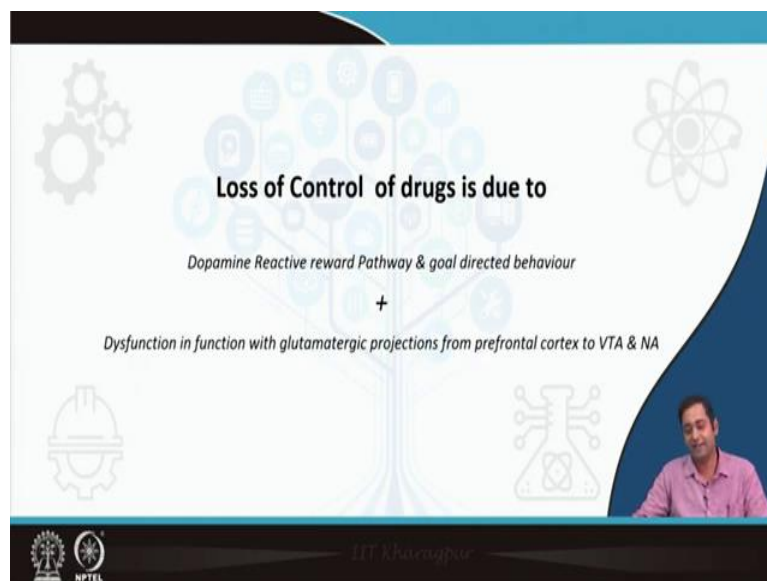 Loss of Control of drugs is due to
Dopamine Reactive reward Pathway & goal directed behaviour
+
Dysfunction in function with glutamatergic projections from prefrontal cortex to VTA & NA
IIT Kharagpur
NPTEL